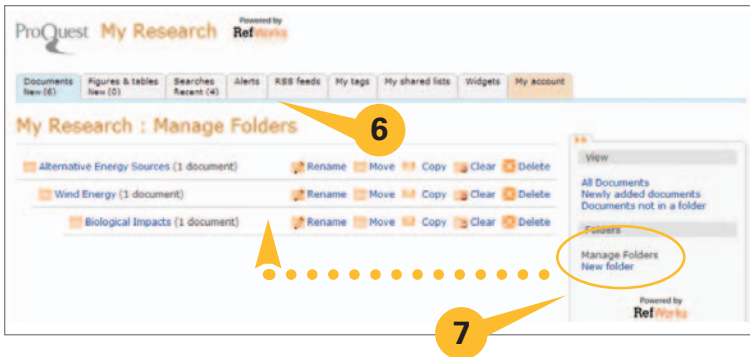 ProQuest My Research Powered by RefWorks
Documents New (6) Figures & tables New (0) Searches Recent (4) Alerts RSS feeds My tags My shared lists Widgets My account
6
My Research : Manage Folders
Alternative Energy Sources (1 document) Rename Move Copy Clear Delete
Wind Energy (1 document) Rename Move Copy Clear Delete
Biological Impacts (1 document) Rename Move Copy Clear Delete
View
All Documents
Newly added documents
Documents not in a folder
Folders
Manage Folders
New folder
Powered by
RefWorks
7